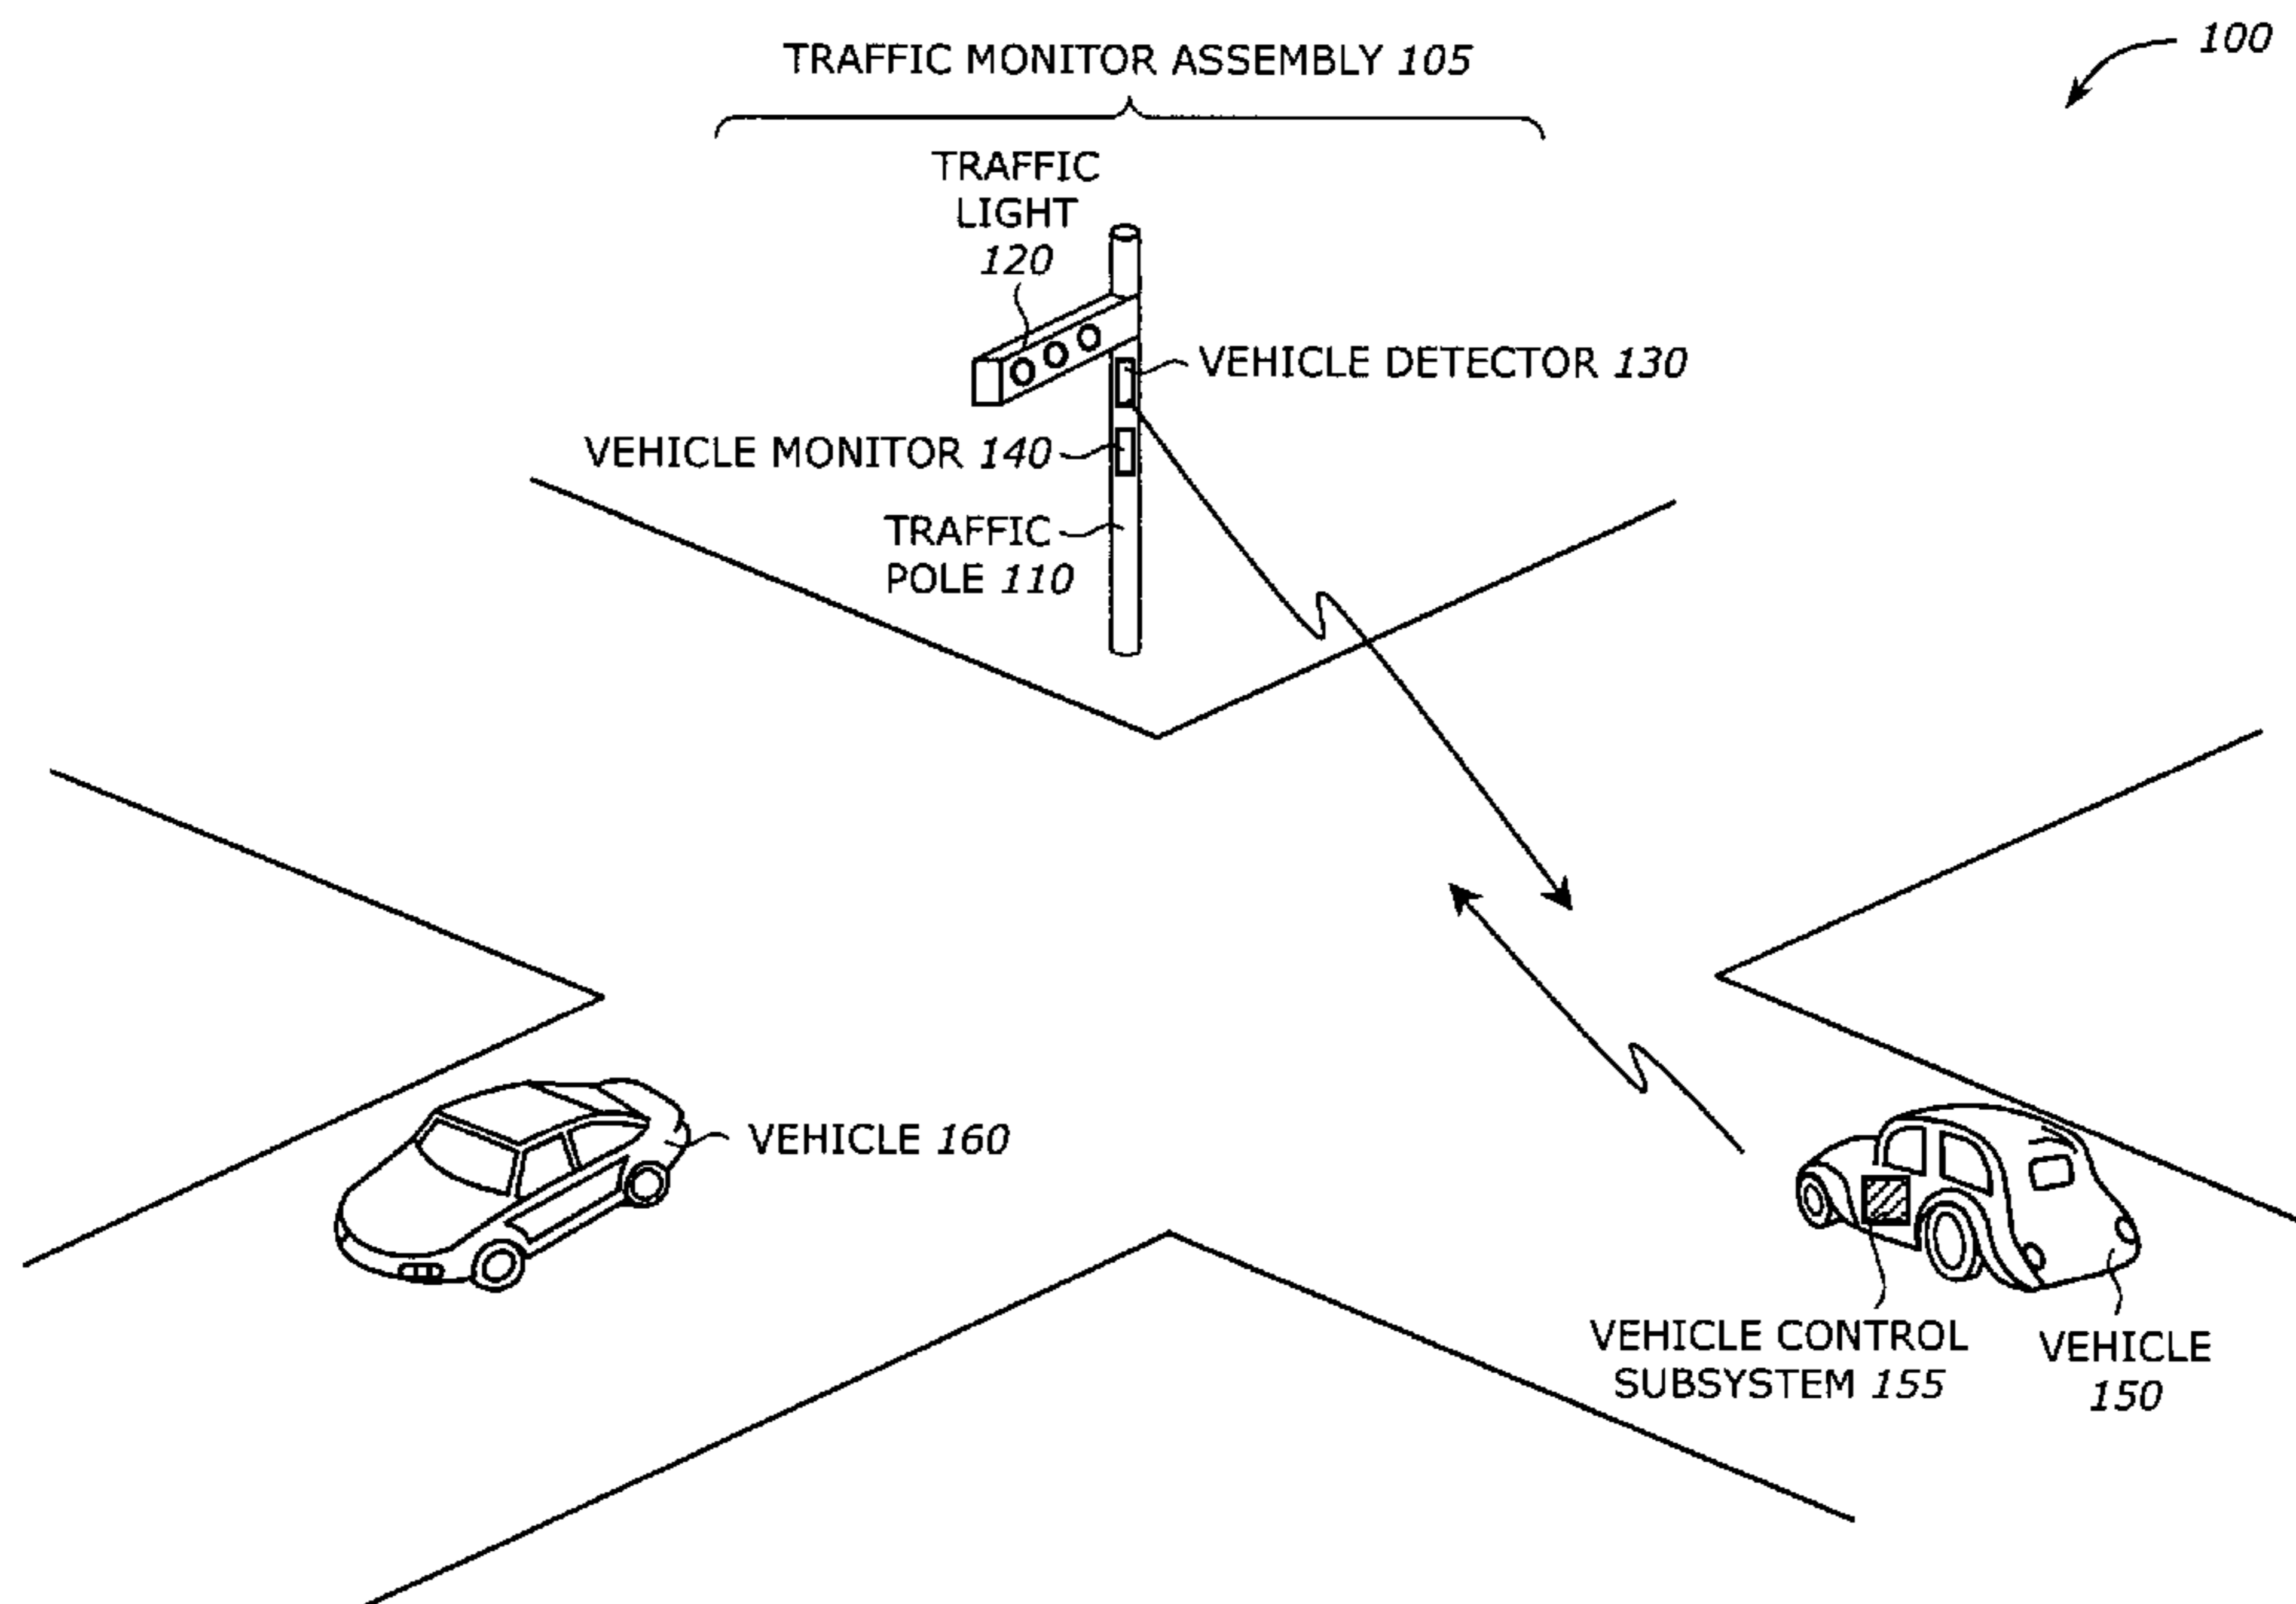 100
TRAFFIC MONITOR ASSEMBLY 105
TRAFFIC
LIGHT
120
VEHICLE DETECTOR 130
VEHICLE MONITOR 140
TRAFFIC
POLE 110
VEHICLE 160
VEHICLE CONTROL
SUBSYSTEM 155
VEHICLE
150